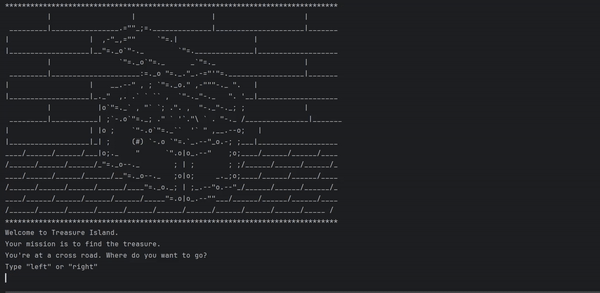 Welcome to Treasure Island.
Your mission is to find the treasure.
You're at a cross road. Where do you want to go?
Type "left" or "right"